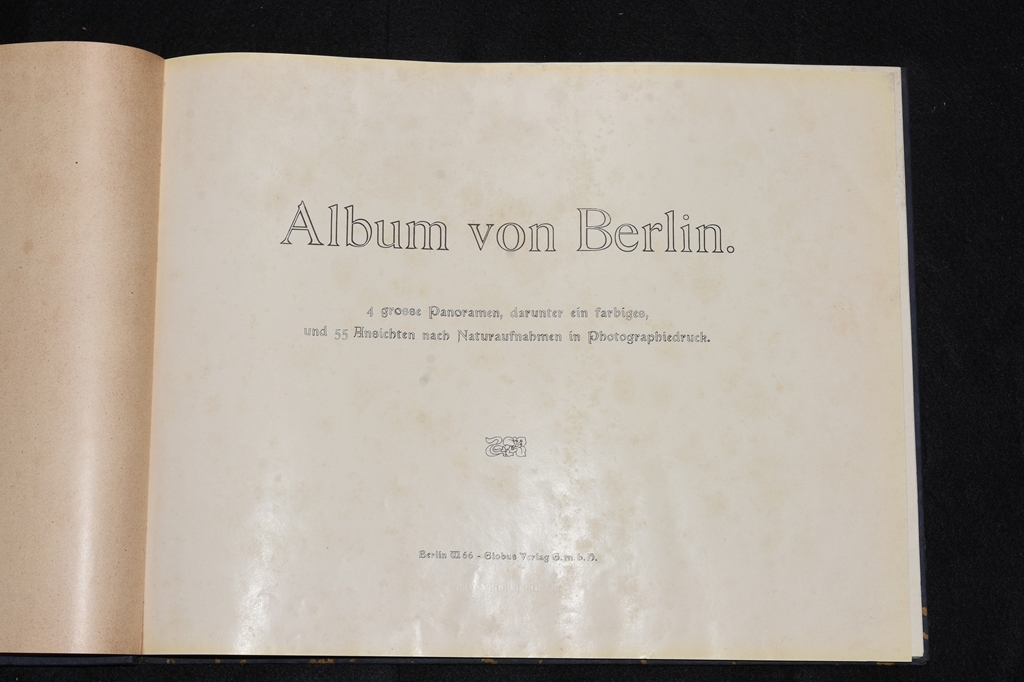 Album von Berlin.
4 grosse Panoramen, darunter ein farbiges,
und 55 Ansichten nach Naturaufnahmen in Photographiedruck.
Berlin W 66 - Globus Verlag G. m. b. H.